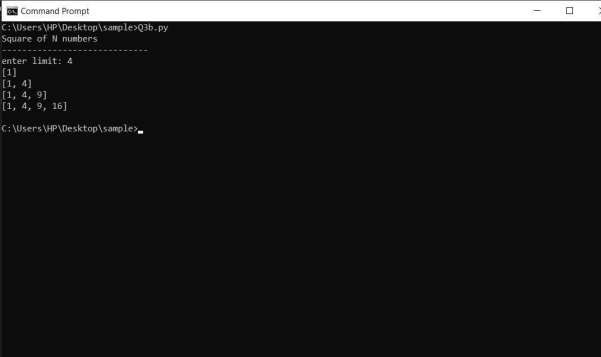 Command Prompt
C:\Users\HP\Desktop\sample>Q3b.py
Square of N numbers
----------------------------
enter limit: 4
[1]
[1, 4]
[1, 4, 9]
[1, 4, 9, 16]
C:\Users\HP\Desktop\sample>